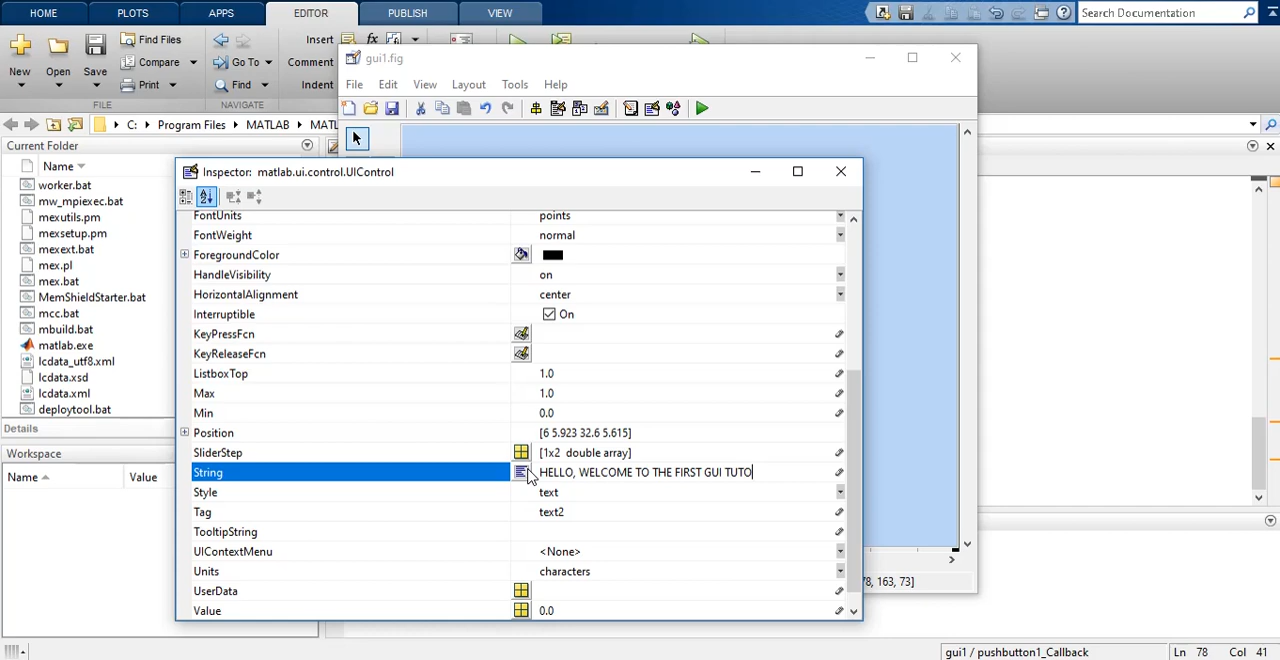 HOME PLOTS APPS EDITOR PUBLISH VIEW Search Documentation
Find Files Insert fx
gui1.fig
New Open Save Compare Go To Comment
Print Find Indent
File Edit View Layout Tools Help
FILE NAVIGATE
C: Program Files MATLAB
Current Folder
Name
Inspector: matlab.ui.control.UIControl
worker.bat
mw_mpiexec.bat
mexutils.pm
mexsetup.pm
mexext.bat
mex.pl
mex.bat
MemShieldStarter.bat
mcc.bat
mbuild.bat
matlab.exe
lcdata_utf8.xml
lcdata.xsd
lcdata.xml
deploytool.bat
Details
Workspace
Name Value
FontUnits points
FontWeight normal
ForegroundColor
HandleVisibility on
HorizontalAlignment center
Interruptible On
KeyPressFcn
KeyReleaseFcn
ListboxTop 1.0
Max 1.0
Min 0.0
Position [6 5.923 32.6 5.615]
SliderStep [1x2 double array]
String HELLO, WELCOME TO THE FIRST GUI TUTO
Style text
Tag text2
TooltipString
UIContextMenu <None>
Units characters
UserData
Value 0.0
78, 163, 73]
gui1 / pushbutton1_Callback Ln 78 Col 41